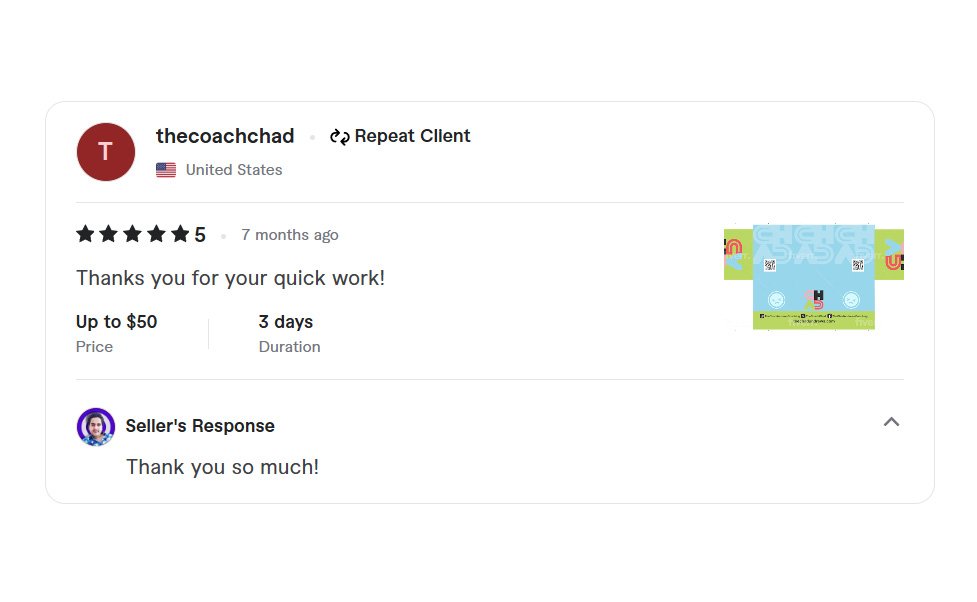 T
thecoachchad
Repeat Client
United States
5
7 months ago
Thanks you for your quick work!
CHAD
Up to $50
3 days
Price
Duration
Seller's Response
Thank you so much!